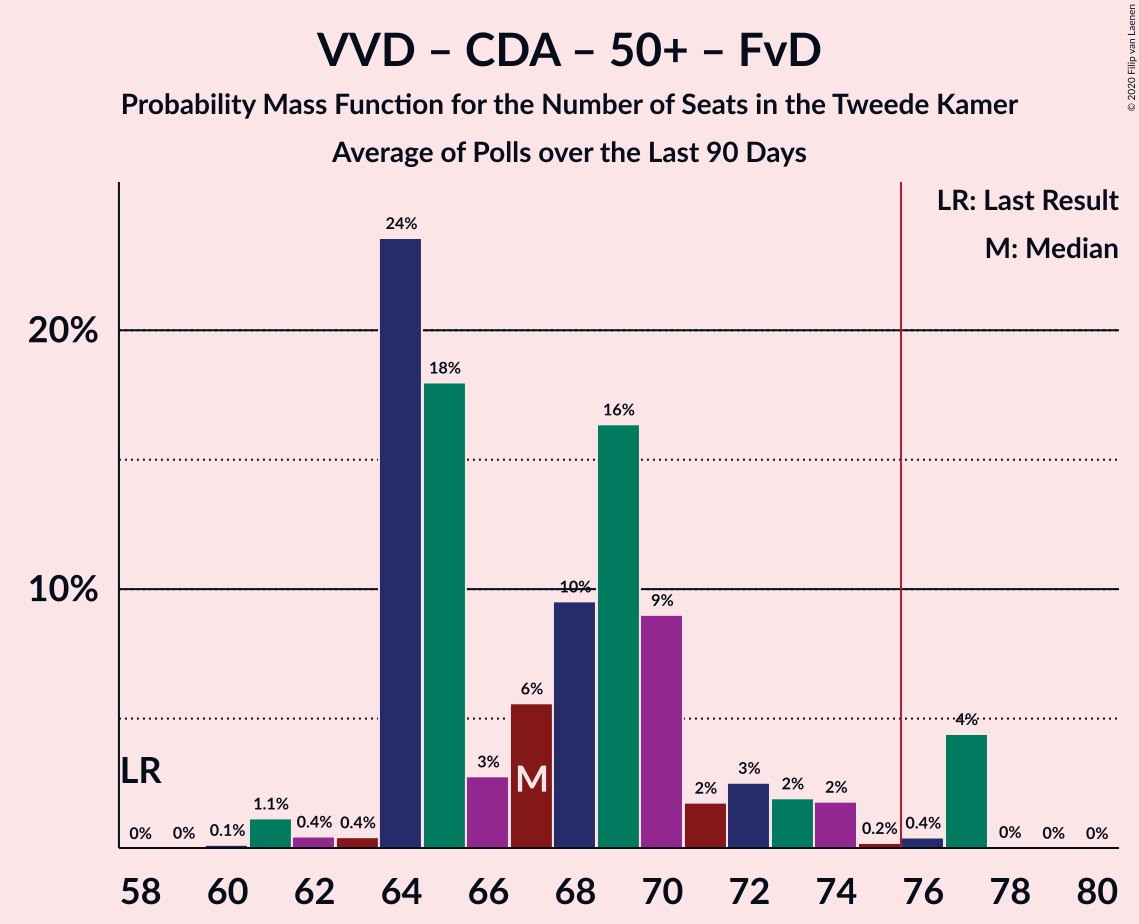 © 2020 Filip van Laenen
VVD – CDA – 50+ – FvD
Probability Mass Function for the Number of Seats in the Tweede Kamer
Average of Polls over the Last 90 Days
LR: Last Result
M: Median
20%
10%
0%
0%
0.1%
1.1%
0.4%
0.4%
24%
18%
3%
6%
10%
16%
9%
2%
3%
2%
2%
0.2%
0.4%
4%
0%
0%
0%
LR
M
58 60 62 64 66 68 70 72 74 76 78 80